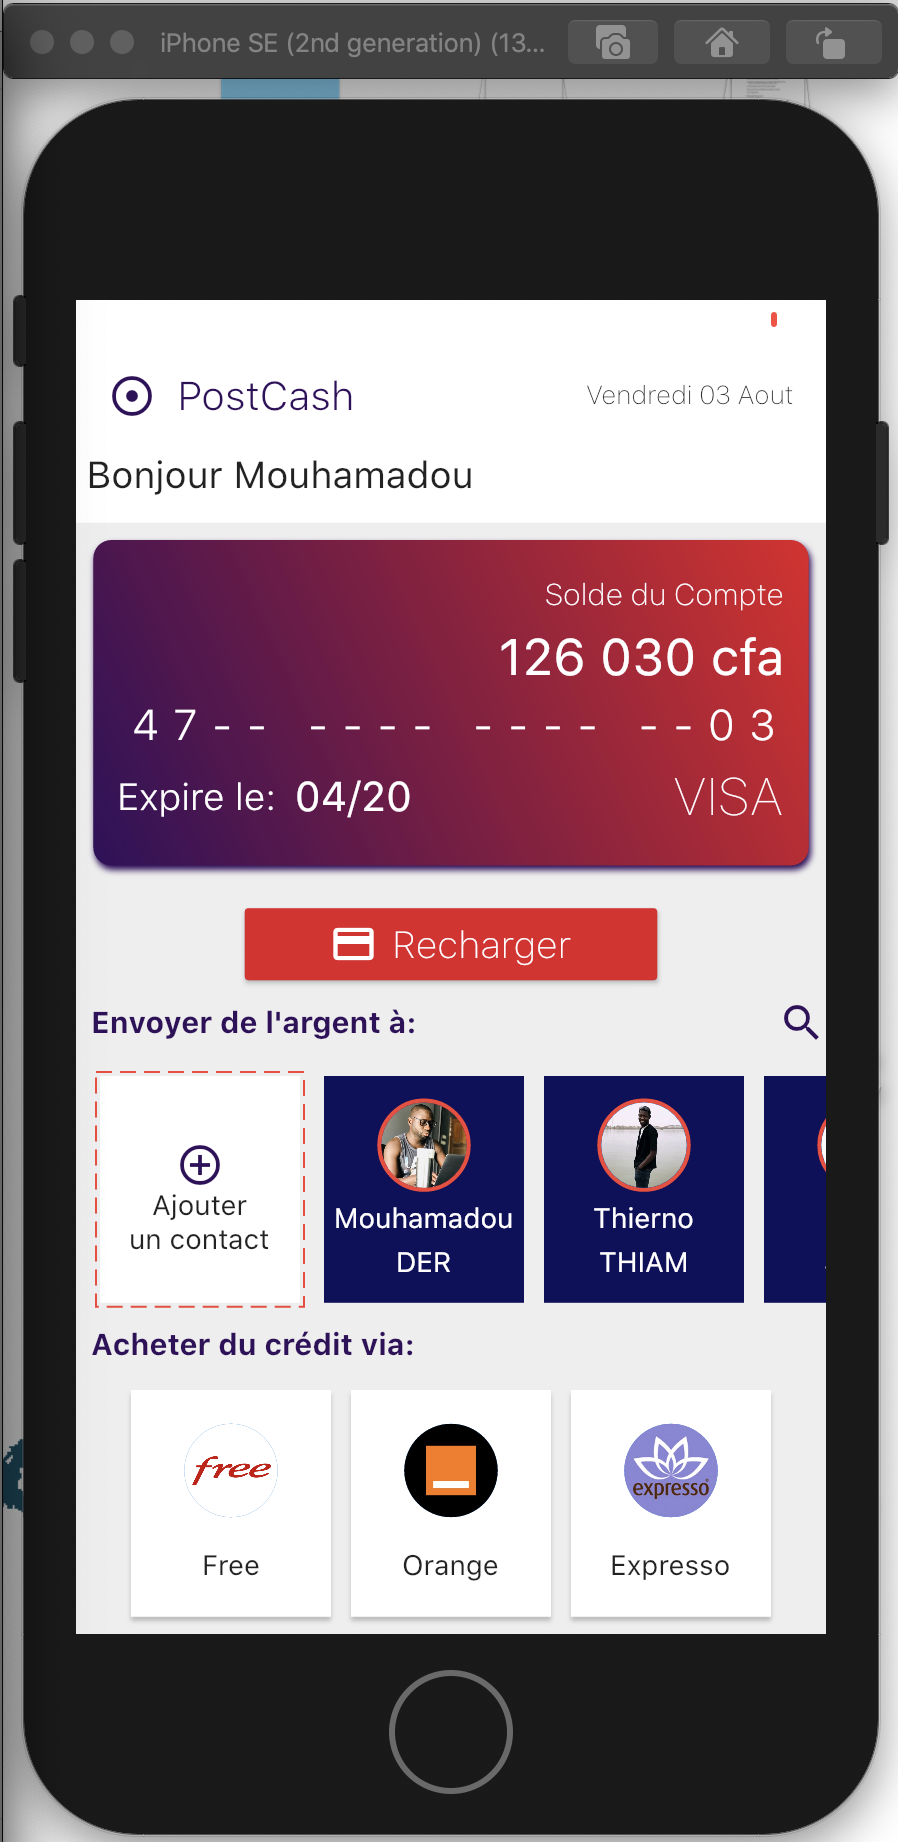 iPhone SE (2nd generation) (13...
PostCash
Vendredi 03 Aout
Bonjour Mouhamadou
Solde du Compte
126 030 cfa
4 7 - - - - - - - - - - - - 0 3
Expire le: 04/20
VISA
Recharger
Envoyer de l'argent à:
Ajouter
un contact
Mouhamadou
DER
Thierno
THIAM
Acheter du crédit via:
free
expresso
Free
Orange
Expresso